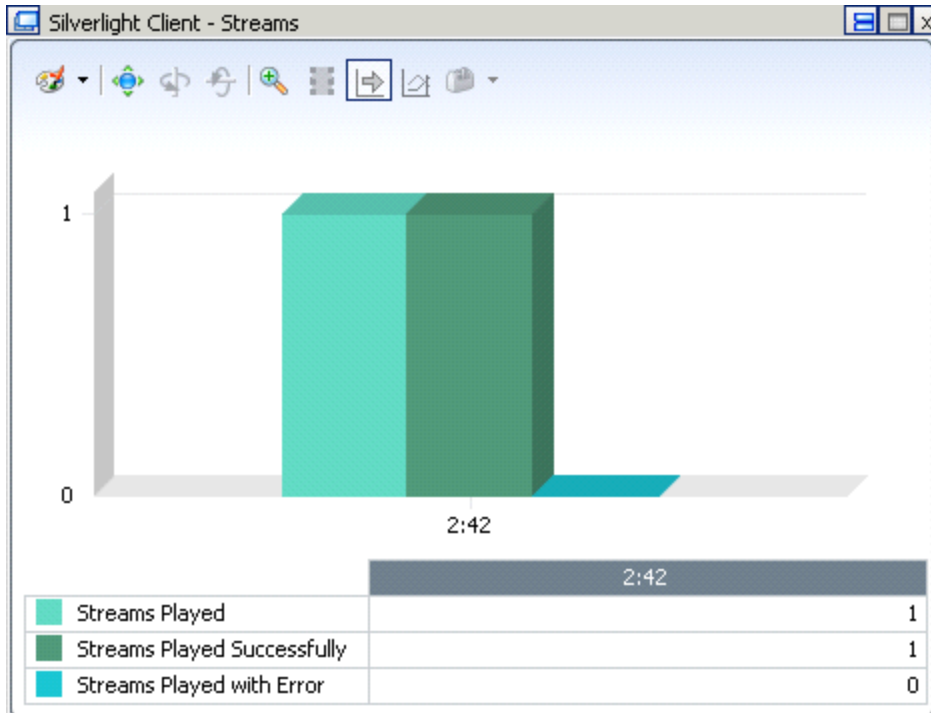 Silverlight Client - Streams
1
0
2:42
2:42
Streams Played 1
Streams Played Successfully 1
Streams Played with Error 0